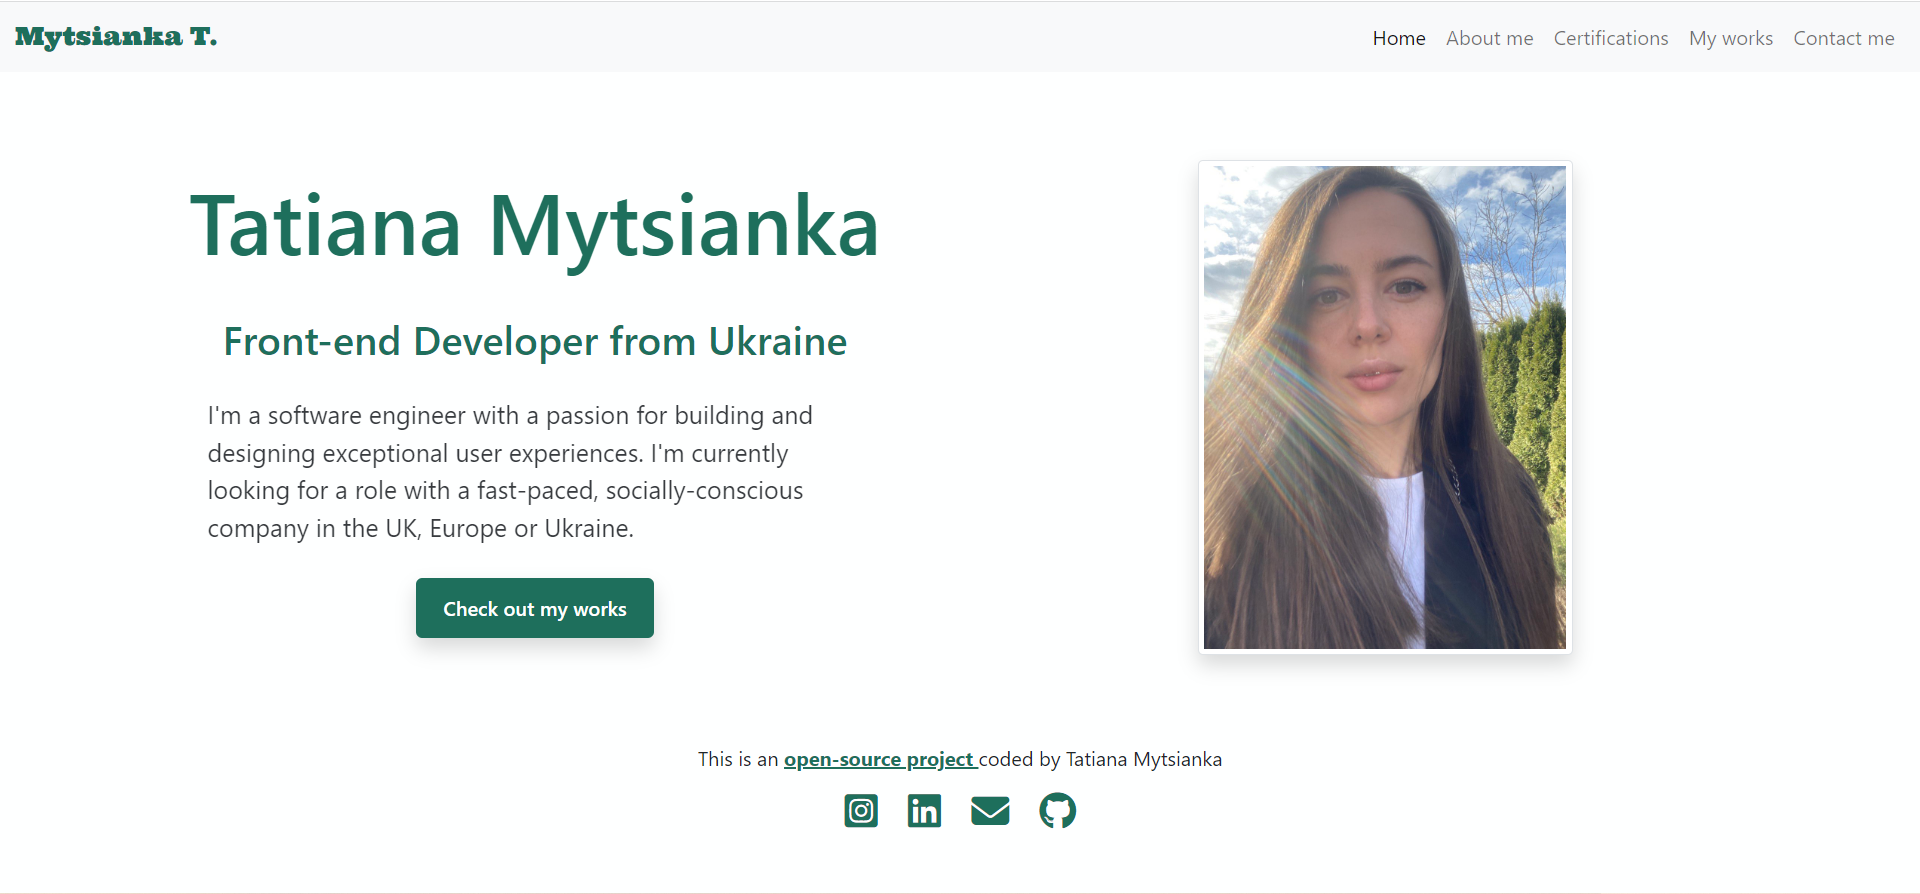 Mytsianka T.
Home About me Certifications My works Contact me
Tatiana Mytsianka
Front-end Developer from Ukraine
I'm a software engineer with a passion for building and
designing exceptional user experiences. I'm currently
looking for a role with a fast-paced, socially-conscious
company in the UK, Europe or Ukraine.
Check out my works
This is an open-source project coded by Tatiana Mytsianka
in